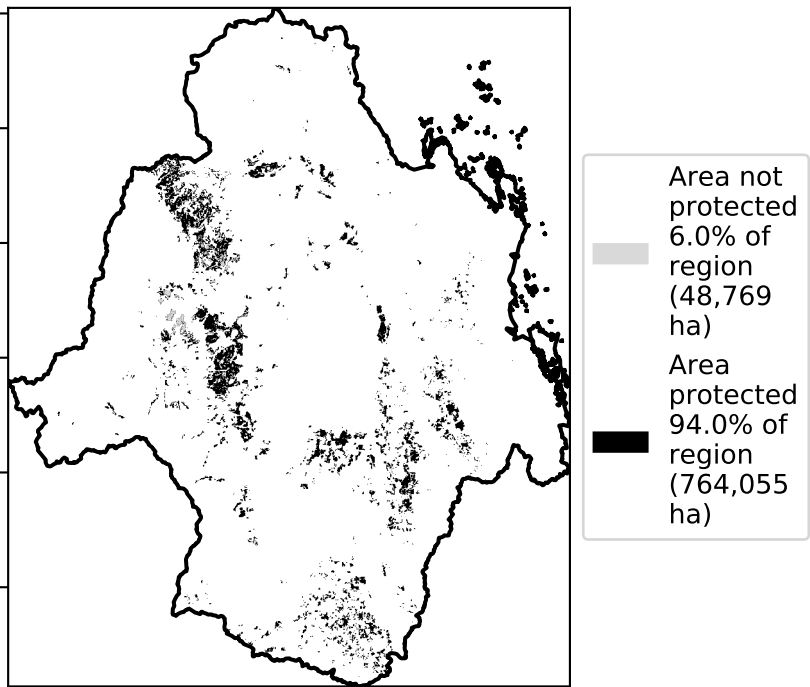 Area not
protected
6.0% of
region
(48,769
ha)
Area
protected
94.0% of
region
(764,055
ha)